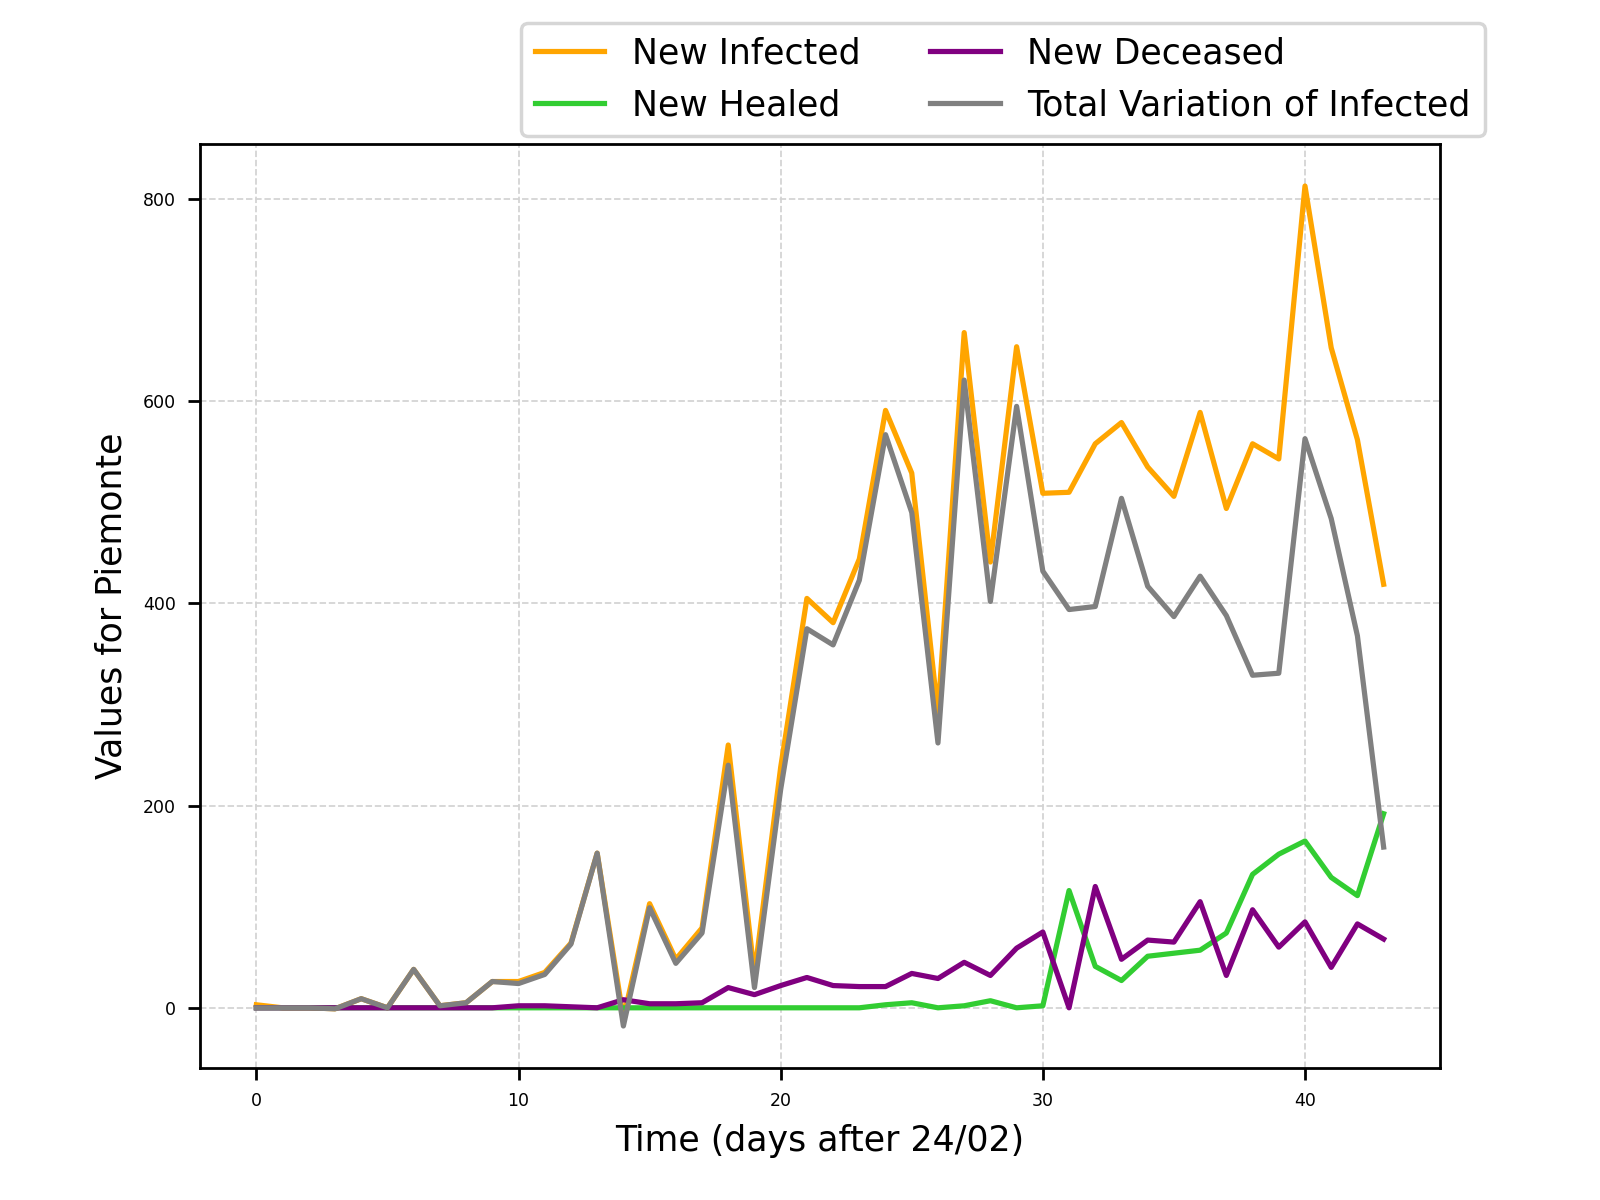 New Infected
New Healed
New Deceased
Total Variation of Infected
Values for Piemonte
800
600
400
200
0
0 10 20 30 40
Time (days after 24/02)